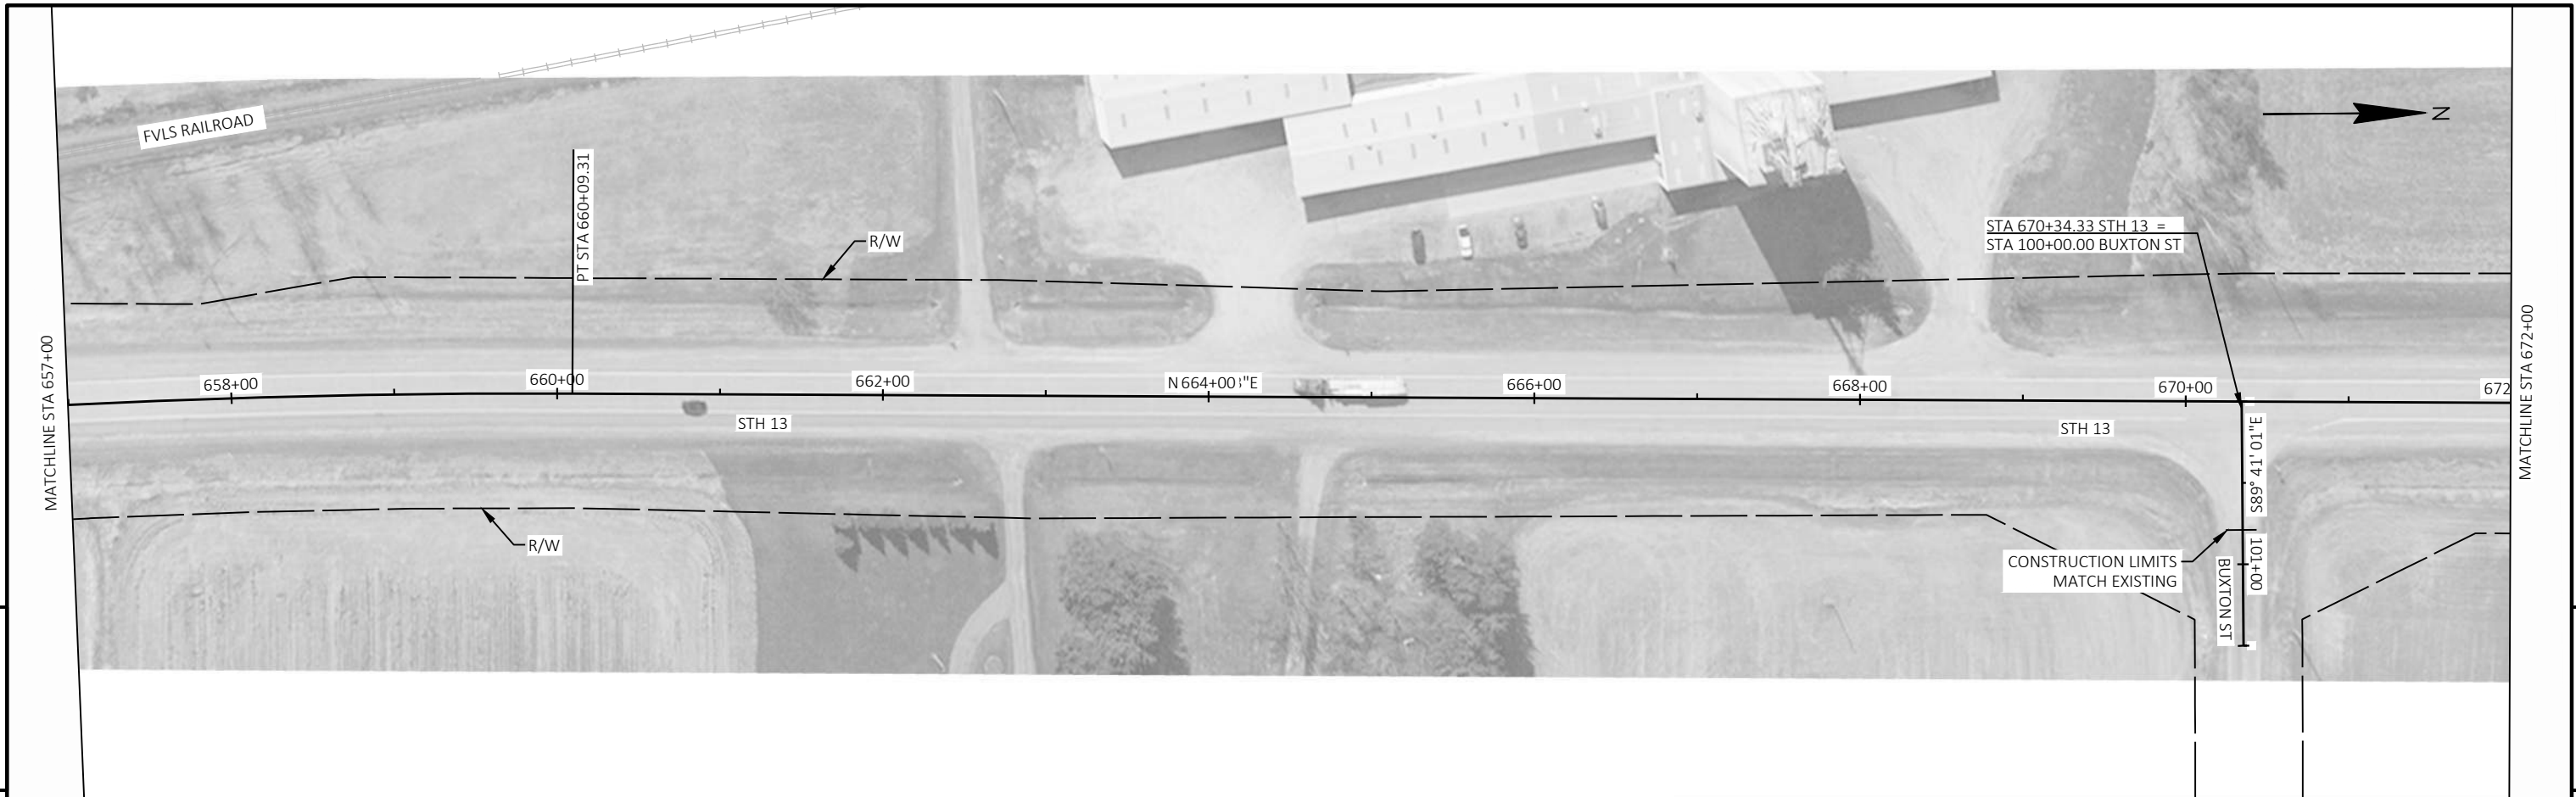 FVLS RAILROAD
N
PT STA 660+09.31
R/W
STA 670+34.33 STH 13 =
STA 100+00.00 BUXTON ST
MATCHLINE STA 657+00
658+00
660+00
662+00
N 664+00 "E
666+00
668+00
670+00
672
MATCHLINE STA 672+00
STH 13
STH 13
S89° 41' 01"E
R/W
CONSTRUCTION LIMITS
MATCH EXISTING
101+00
BUXTON ST